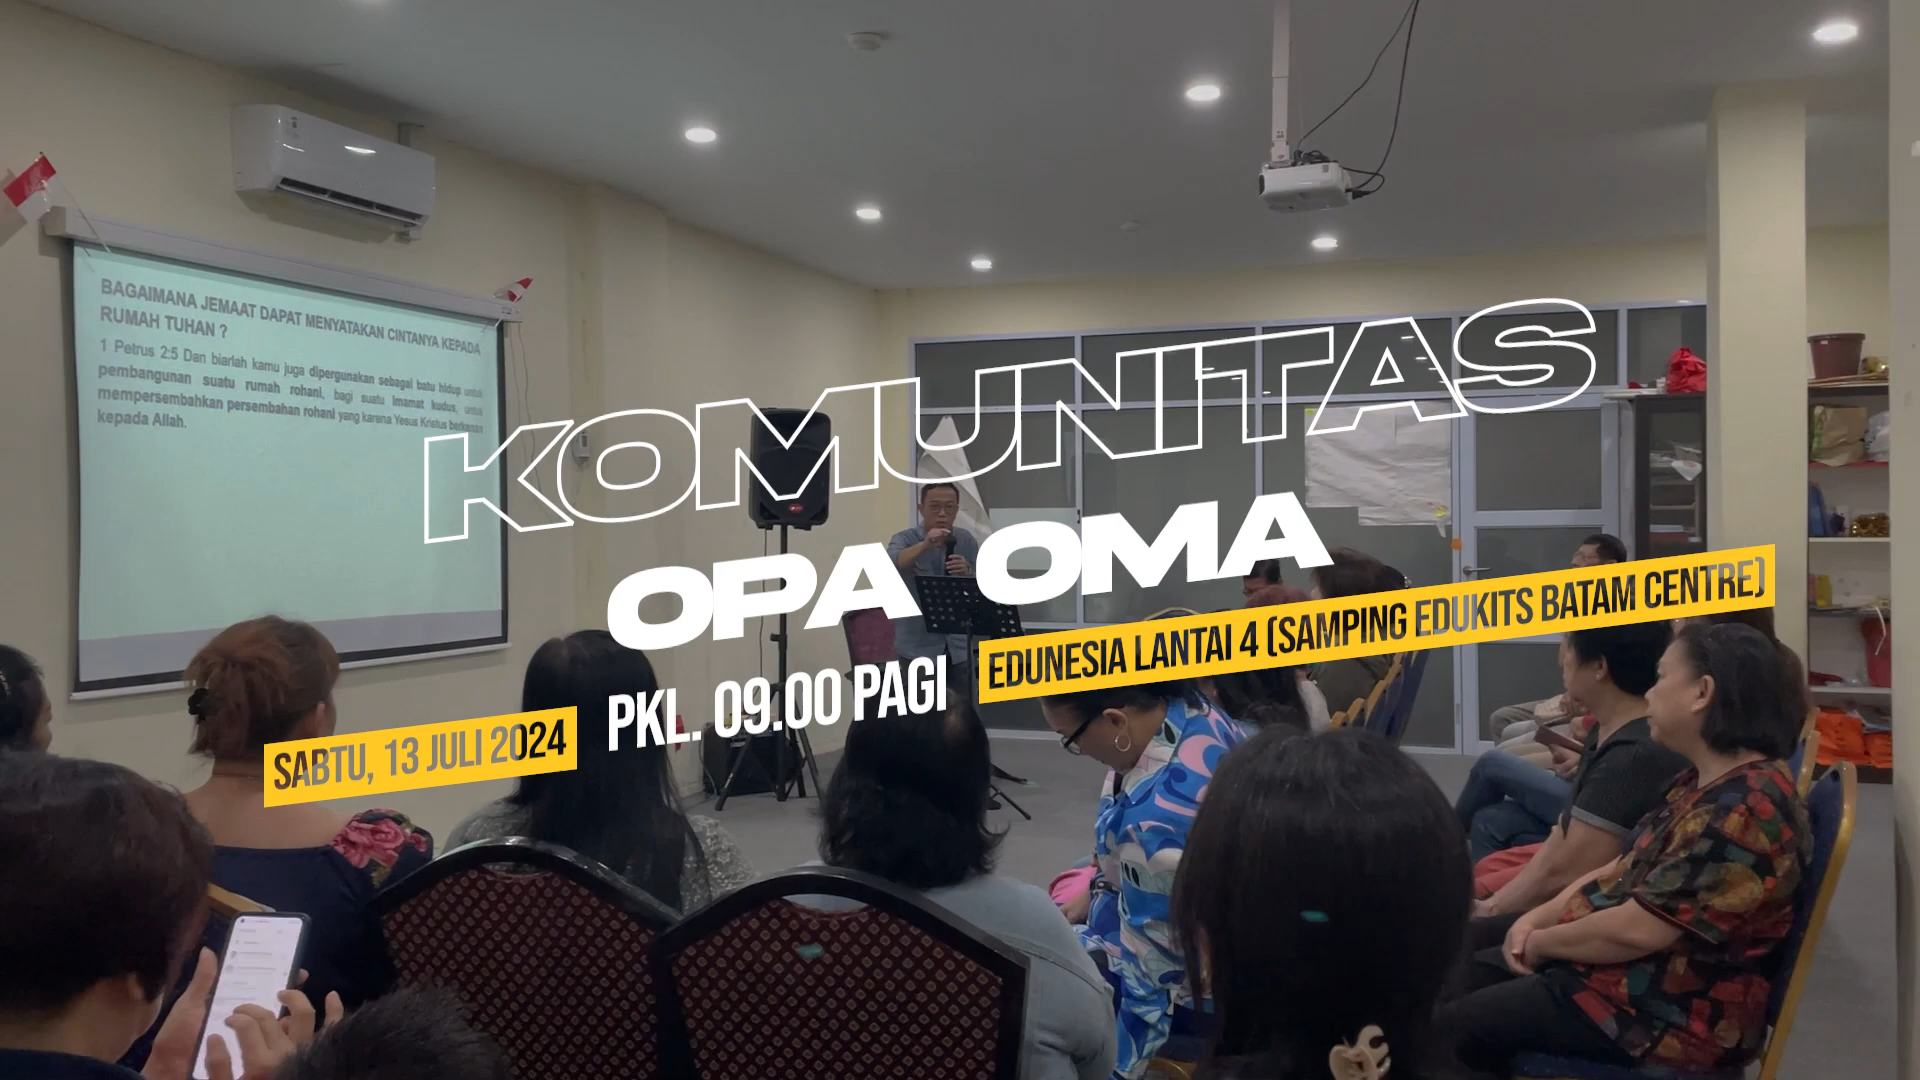 BAGAIMANA JEMAAT DAPAT MENYATAKAN CINTANYA KEPADA
RUMAH TUHAN ?
1 Petrus 2:5 Dan biarlah kamu juga dipergunakan sebagai batu hidup untuk
pembangunan suatu rumah rohani, bagi suatu imamat kudus, untuk
mempersembahkan persembahan rohani yang karena Yesus Kristus berkenan
kepada Allah.
KOMUNITAS
OPA OMA
SABTU, 13 JULI 2024
PKL. 09.00 PAGI
EDUNESIA LANTAI 4 (SAMPING EDUKITS BATAM CENTRE)